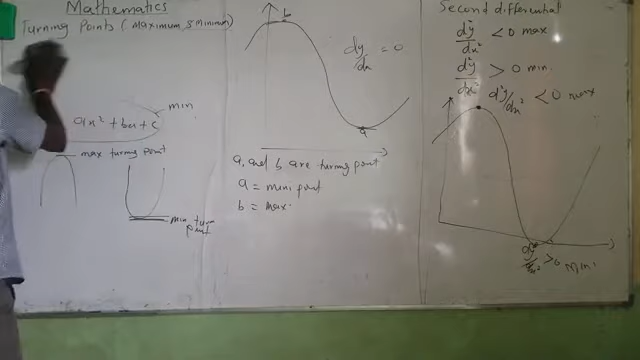 Mathematics
Turning Points (Maximum & Minimum)
min
ax² + bx + c
max turning point
min turn
point
b
dy/dx = 0
a
a, and b are turning point
a = mini point
b = max.
Second differential
d²y/dx² < 0 max
d²y/dx² > 0 min.
d²y/dx² < 0 max
d²y/dx² > 0 min.